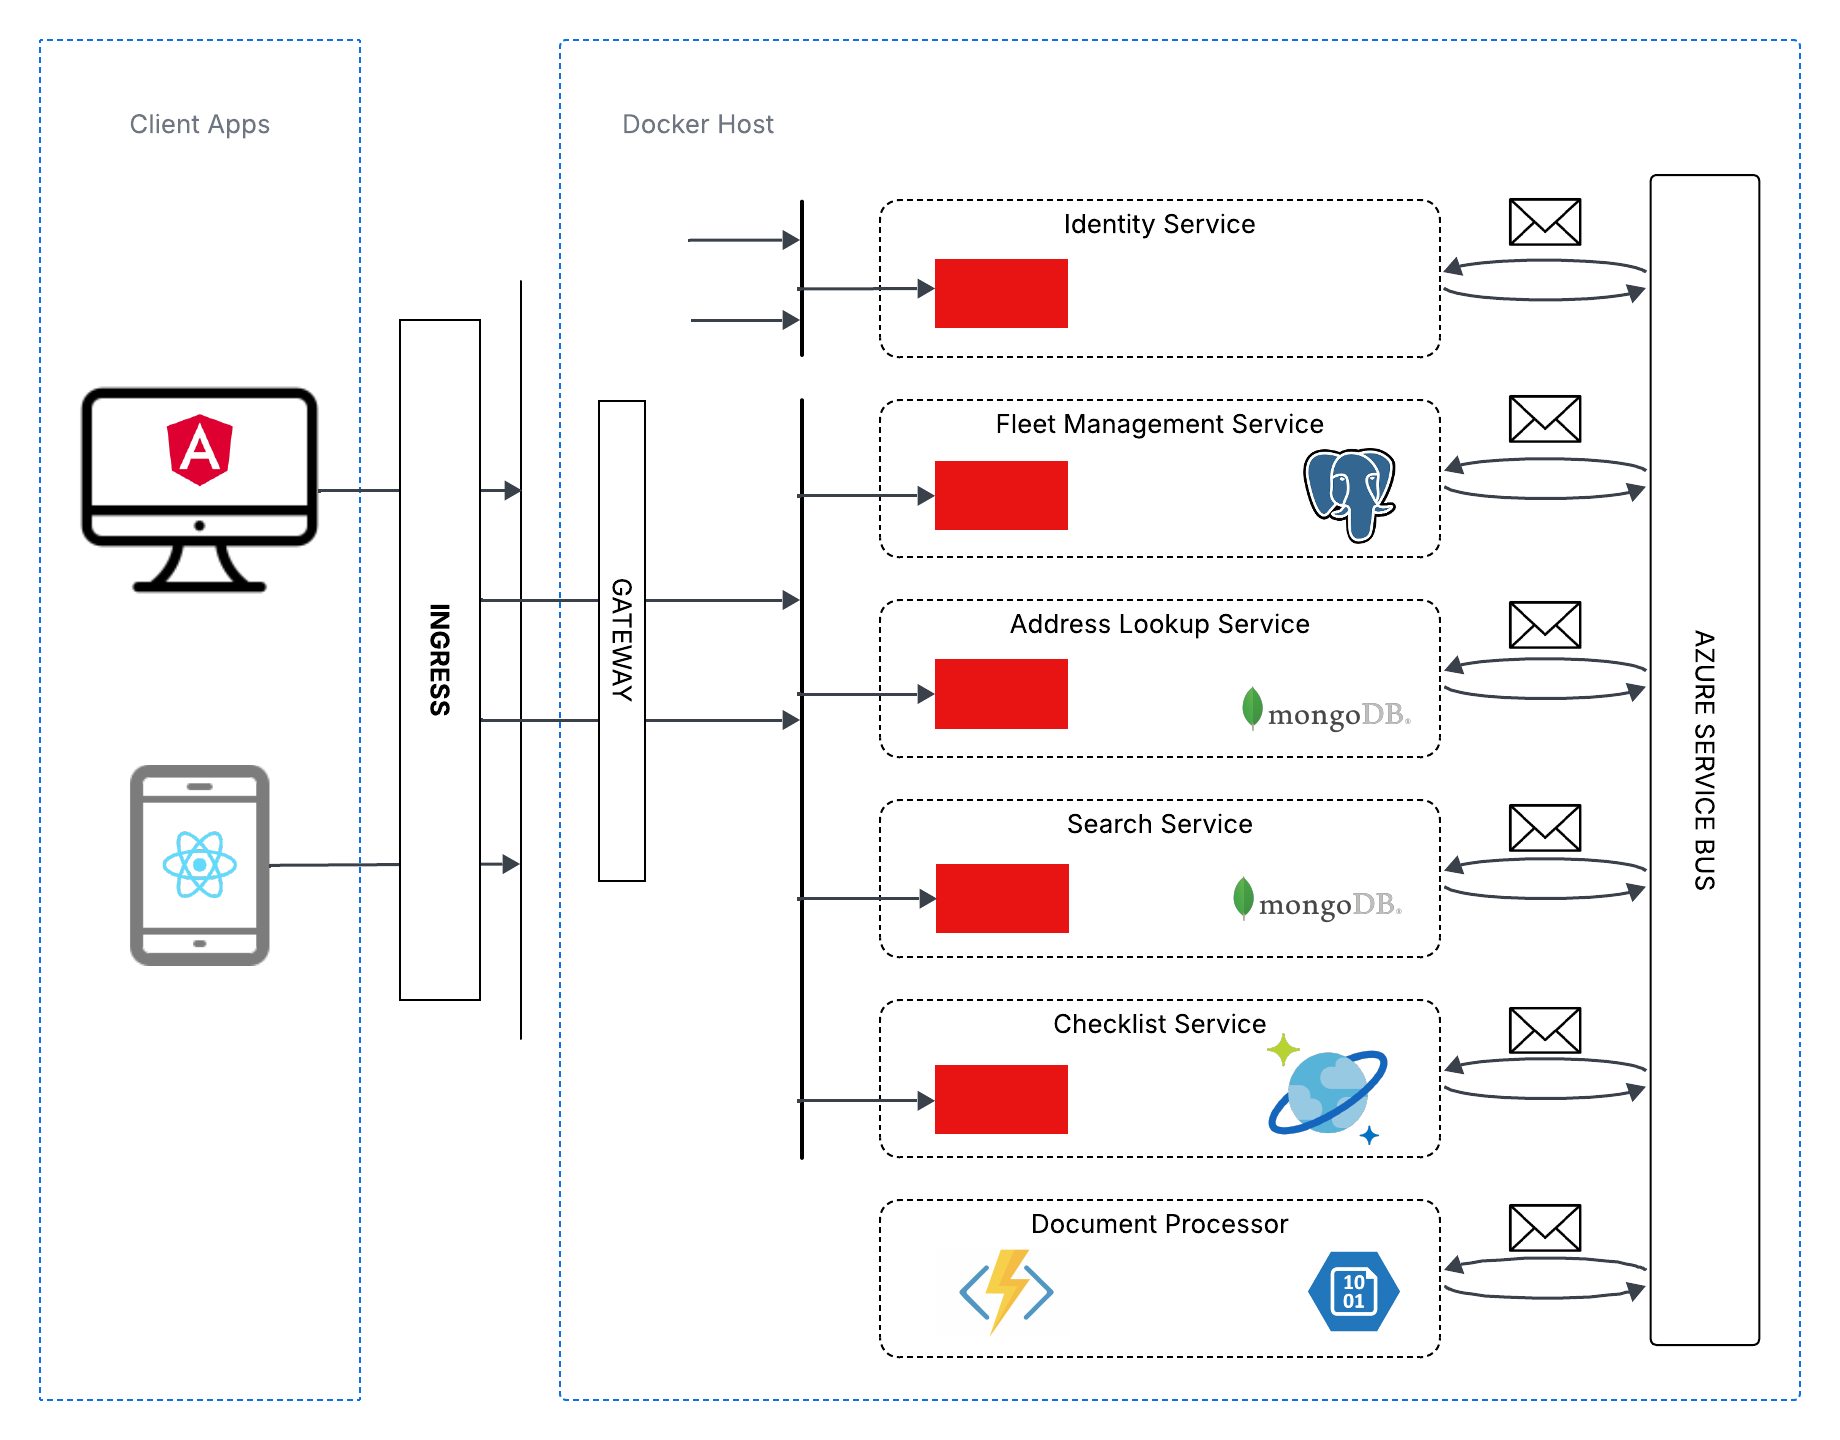 Client Apps
Docker Host
Identity Service
Fleet Management Service
GATEWAY
INGRESS
Address Lookup Service
mongoDB®
AZURE SERVICE BUS
Search Service
mongoDB®
Checklist Service
Document Processor
10
01